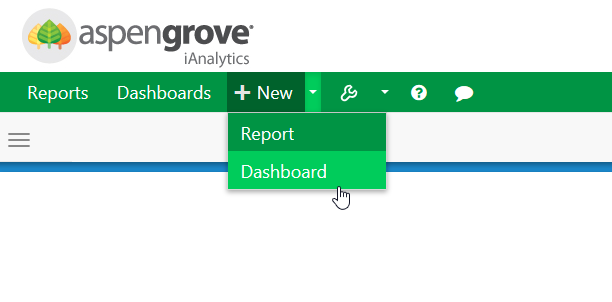 aspengrove®
iAnalytics
Reports Dashboards + New ?
Report
Dashboard